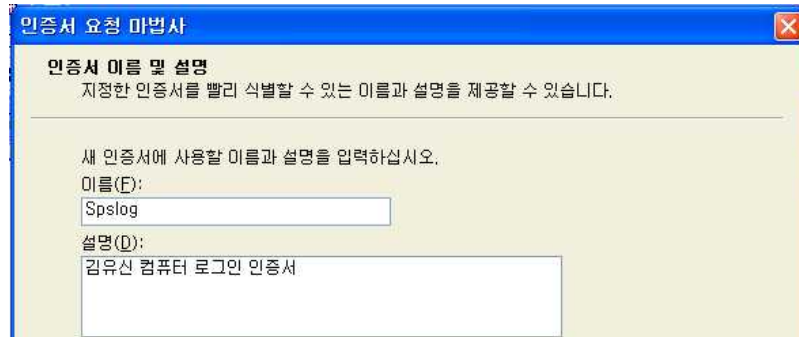 인증서 요청 마법사
인증서 이름 및 설명
지정한 인증서를 빨리 식별할 수 있는 이름과 설명을 제공할 수 있습니다.
새 인증서에 사용할 이름과 설명을 입력하십시오.
이름(F):
Spslog
설명(D):
김유신 컴퓨터 로그인 인증서